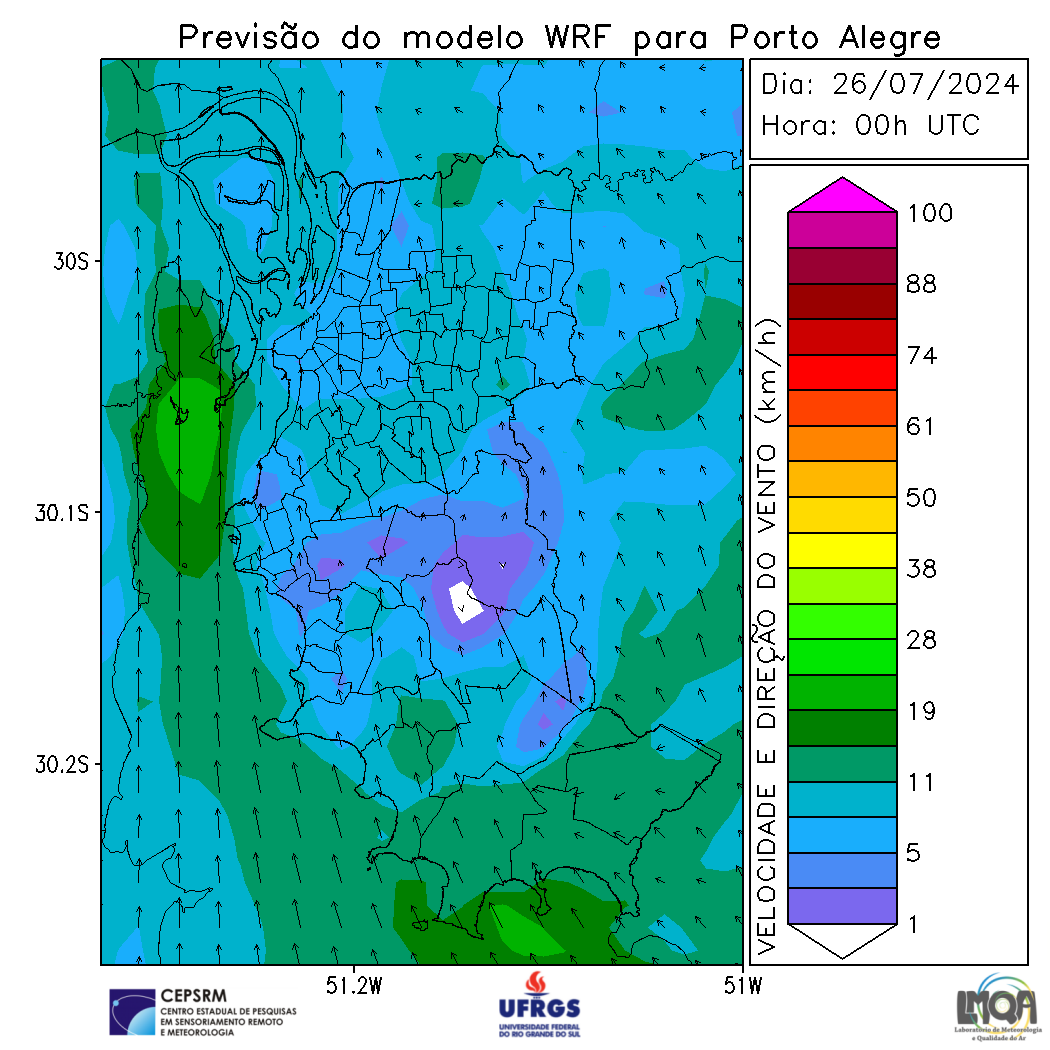 Previsão do modelo WRF para Porto Alegre
Dia: 26/07/2024
Hora: 00h UTC
30S
30.1S
30.2S
51.2W
51W
VELOCIDADE E DIREÇÃO DO VENTO (km/h)
100
88
74
61
50
38
28
19
11
5
1
CEPSRM
CENTRO ESTADUAL DE PESQUISAS
EM SENSORIAMENTO REMOTO
E METEOROLOGIA
UFRGS
UNIVERSIDADE FEDERAL
DO RIO GRANDE DO SUL
LMQA
Laboratório de Meteorologia
e Qualidade do Ar